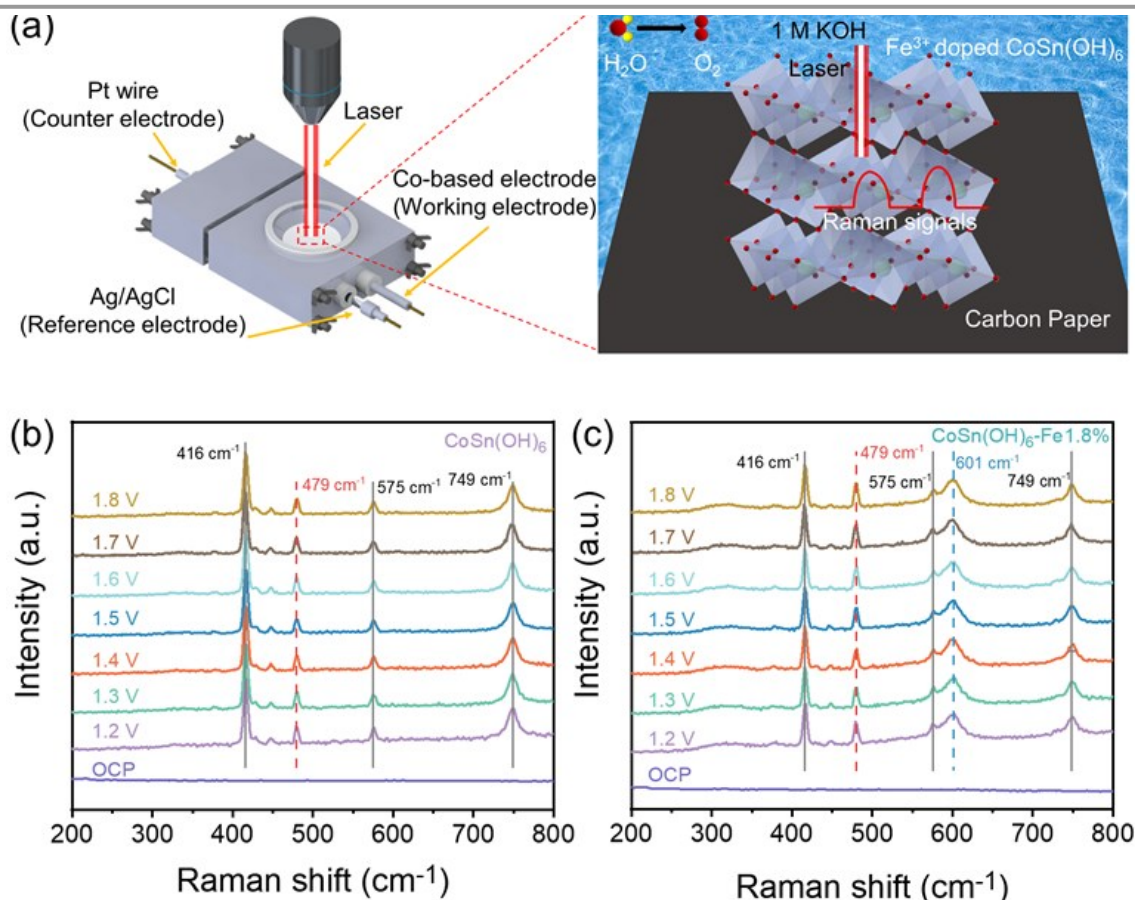 (a)
Pt wire
(Counter electrode)
Laser
Co-based electrode
(Working electrode)
Ag/AgCl
(Reference electrode)
H₂O
O₂
1 M KOH
Laser
Fe³⁺ doped CoSn(OH)₆
Raman signals
Carbon Paper
(b)
CoSn(OH)₆
416 cm⁻¹
479 cm⁻¹
575 cm⁻¹
749 cm⁻¹
1.8 V
1.7 V
1.6 V
1.5 V
1.4 V
1.3 V
1.2 V
OCP
Intensity (a.u.)
200 300 400 500 600 700 800
Raman shift (cm⁻¹)
(c)
CoSn(OH)₆-Fe1.8%
416 cm⁻¹
479 cm⁻¹
575 cm⁻¹
601 cm⁻¹
749 cm⁻¹
1.8 V
1.7 V
1.6 V
1.5 V
1.4 V
1.3 V
1.2 V
OCP
Intensity (a.u.)
200 300 400 500 600 700 800
Raman shift (cm⁻¹)